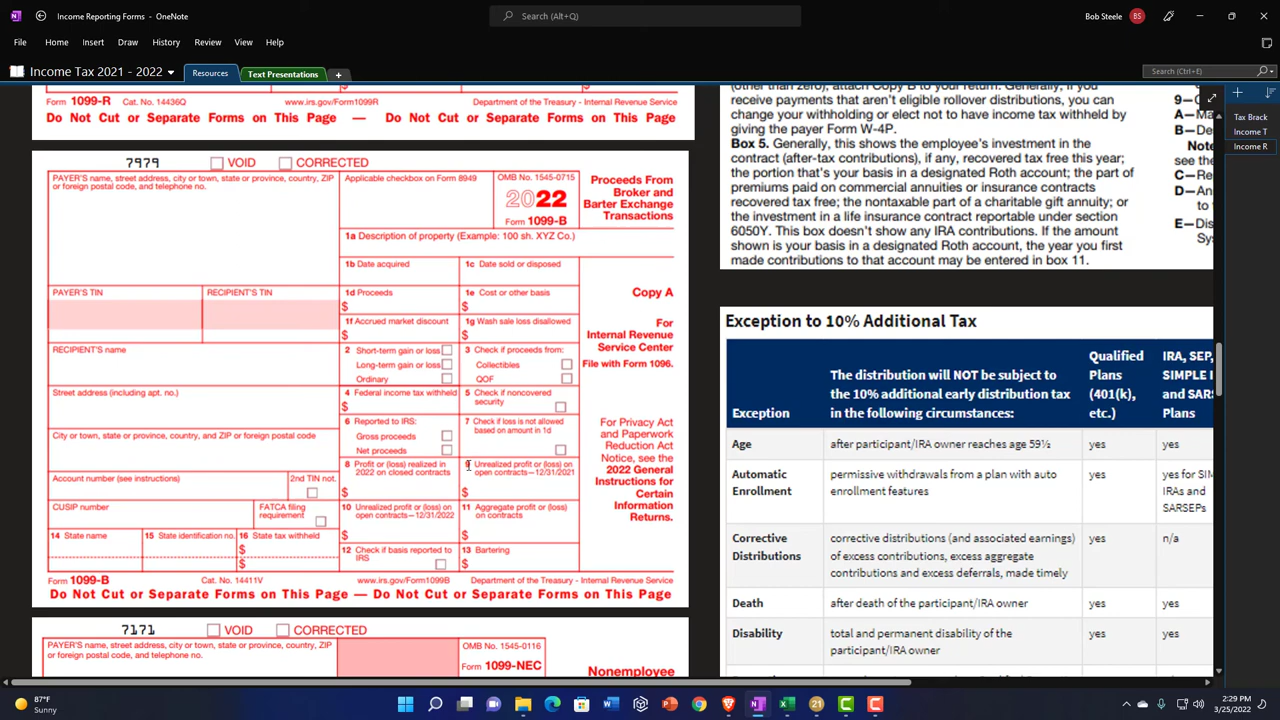 Income Reporting Forms - OneNote
Search (Alt+Q)
Bob Steele
BS
File
Home
Insert
Draw
History
Review
View
Help
Income Tax 2021 - 2022
Resources
Text Presentations
Search (Ctrl+E)
Form 1099-R
Cat. No. 14436Q
www.irs.gov/Form1099R
Department of the Treasury - Internal Revenue Service
Do Not Cut or Separate Forms on This Page — Do Not Cut or Separate Forms on This Page
7979
VOID
CORRECTED
PAYER'S name, street address, city or town, state or province, country, ZIP
or foreign postal code, and telephone no.
Applicable checkbox on Form 8949
OMB No. 1545-0715
2022
Form 1099-B
Proceeds From
Broker and
Barter Exchange
Transactions
1a Description of property (Example: 100 sh. XYZ Co.)
1b Date acquired
1c Date sold or disposed
PAYER'S TIN
RECIPIENT'S TIN
1d Proceeds
$
1e Cost or other basis
$
Copy A
1f Accrued market discount
$
1g Wash sale loss disallowed
$
For
Internal Revenue
Service Center
File with Form 1096.
RECIPIENT'S name
2 Short-term gain or loss
Long-term gain or loss
Ordinary
3 Check if proceeds from:
Collectibles
QOF
Street address (including apt. no.)
4 Federal income tax withheld
$
5 Check if noncovered
security
6 Reported to IRS:
Gross proceeds
Net proceeds
7 Check if loss is not allowed
based on amount in 1d
For Privacy Act
and Paperwork
Reduction Act
Notice, see the
2022 General
Instructions for
Certain
Information
Returns.
City or town, state or province, country, and ZIP or foreign postal code
8 Profit or (loss) realized in
2022 on closed contracts
$
9 Unrealized profit or (loss) on
open contracts—12/31/2021
$
Account number (see instructions)
2nd TIN not.
CUSIP number
FATCA filing
requirement
10 Unrealized profit or (loss) on
open contracts—12/31/2022
$
11 Aggregate profit or (loss)
on contracts
$
14 State name
15 State identification no.
16 State tax withheld
$
$
12 Check if basis reported to
IRS
13 Bartering
$
Form 1099-B
Cat. No. 14411V
www.irs.gov/Form1099B
Department of the Treasury - Internal Revenue Service
Do Not Cut or Separate Forms on This Page — Do Not Cut or Separate Forms on This Page
7171
VOID
CORRECTED
PAYER'S name, street address, city or town, state or province, country, ZIP
or foreign postal code, and telephone no.
OMB No. 1545-0116
Form 1099-NEC
Nonemployee
receive payments that aren't eligible rollover distributions, you can
change your withholding or elect not to have income tax withheld by
giving the payer Form W-4P.
Box 5. Generally, this shows the employee's investment in the
contract (after-tax contributions), if any, recovered tax free this year;
the portion that's your basis in a designated Roth account; the part of
premiums paid on commercial annuities or insurance contracts
recovered tax free; the nontaxable part of a charitable gift annuity; or
the investment in a life insurance contract reportable under section
6050Y. This box doesn't show any IRA contributions. If the amount
shown is your basis in a designated Roth account, the year you first
made contributions to that account may be entered in box 11.
9—
A—
B—
Note
see the
C—
D—
to
E—
Sys
Tax Brack
Income T
Income R
Exception to 10% Additional Tax
Exception
The distribution will NOT be subject to
the 10% additional early distribution tax
in the following circumstances:
Qualified
Plans
(401(k),
etc.)
IRA, SEP,
SIMPLE
and SARS
Plans
Age
after participant/IRA owner reaches age 59½
yes
yes
Automatic
Enrollment
permissive withdrawals from a plan with auto
enrollment features
yes
yes for SIM
IRAs and
SARSEPs
Corrective
Distributions
corrective distributions (and associated earnings)
of excess contributions, excess aggregate
contributions and excess deferrals, made timely
yes
n/a
Death
after death of the participant/IRA owner
yes
yes
Disability
total and permanent disability of the
participant/IRA owner
yes
yes
87°F
Sunny
2:29 PM
3/25/2022